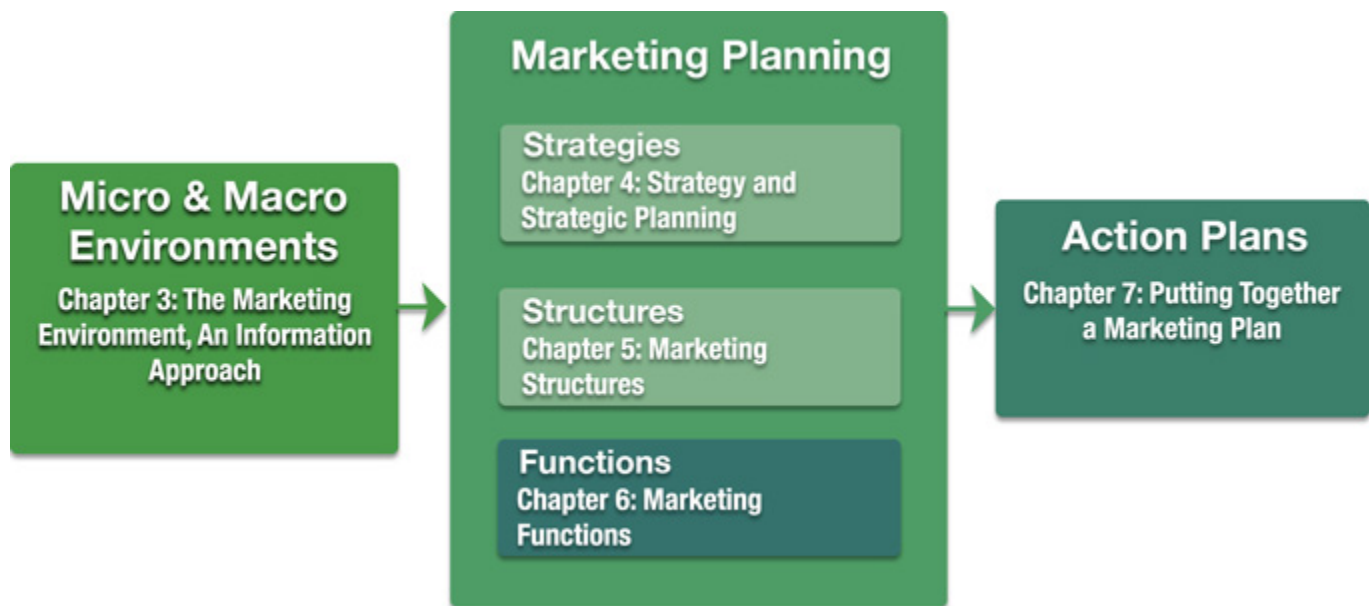 Micro & Macro
Environments
Chapter 3: The Marketing
Environment, An Information
Approach
Marketing Planning
Strategies
Chapter 4: Strategy and
Strategic Planning
Structures
Chapter 5: Marketing
Structures
Functions
Chapter 6: Marketing
Functions
Action Plans
Chapter 7: Putting Together
a Marketing Plan